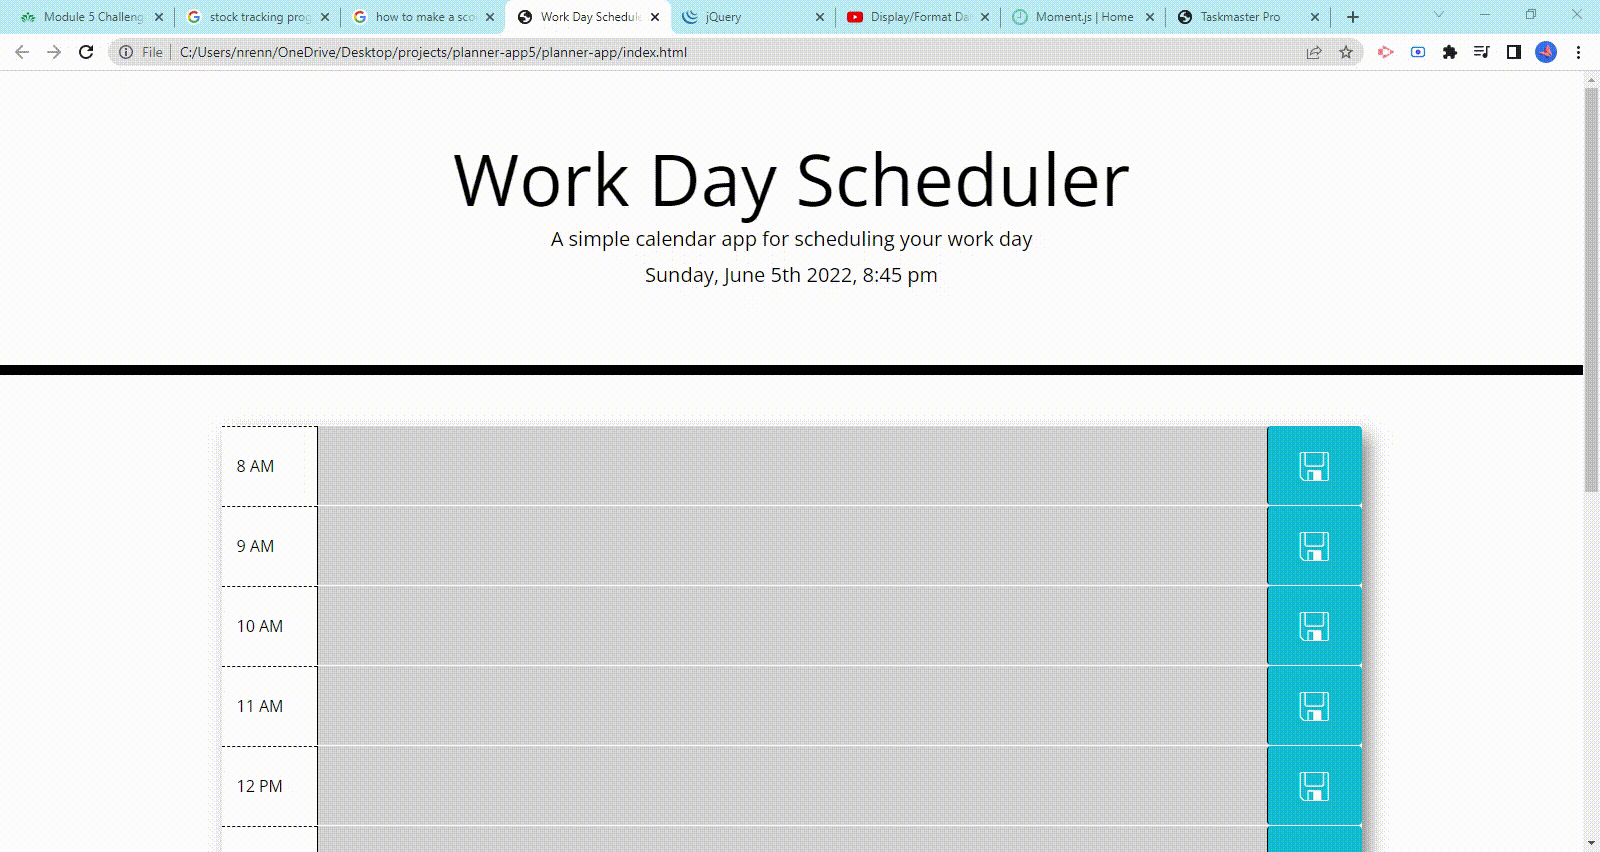 Module 5 Challeng
stock tracking prog
how to make a sco
Work Day Schedul
jQuery
Display/Format Da
Moment.js | Home
Taskmaster Pro
File
C:/Users/nrenn/OneDrive/Desktop/projects/planner-app5/planner-app/index.html
Work Day Scheduler
A simple calendar app for scheduling your work day
Sunday, June 5th 2022, 8:45 pm
8 AM
9 AM
10 AM
11 AM
12 PM